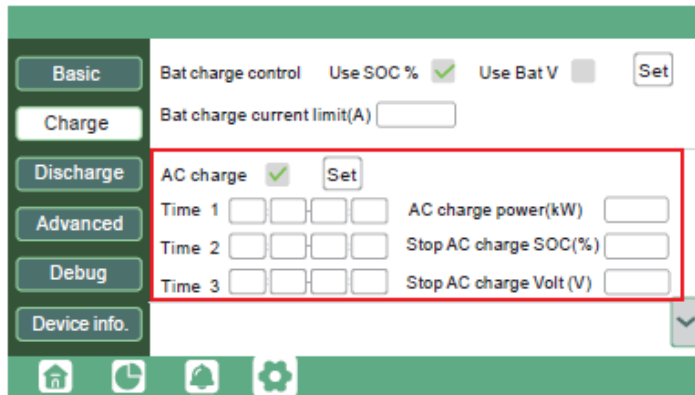 Basic
Charge
Discharge
Advanced
Debug
Device info.
Bat charge control Use SOC % Use Bat V Set
Bat charge current limit(A)
AC charge Set
Time 1 AC charge power(kW)
Time 2 Stop AC charge SOC(%)
Time 3 Stop AC charge Volt (V)